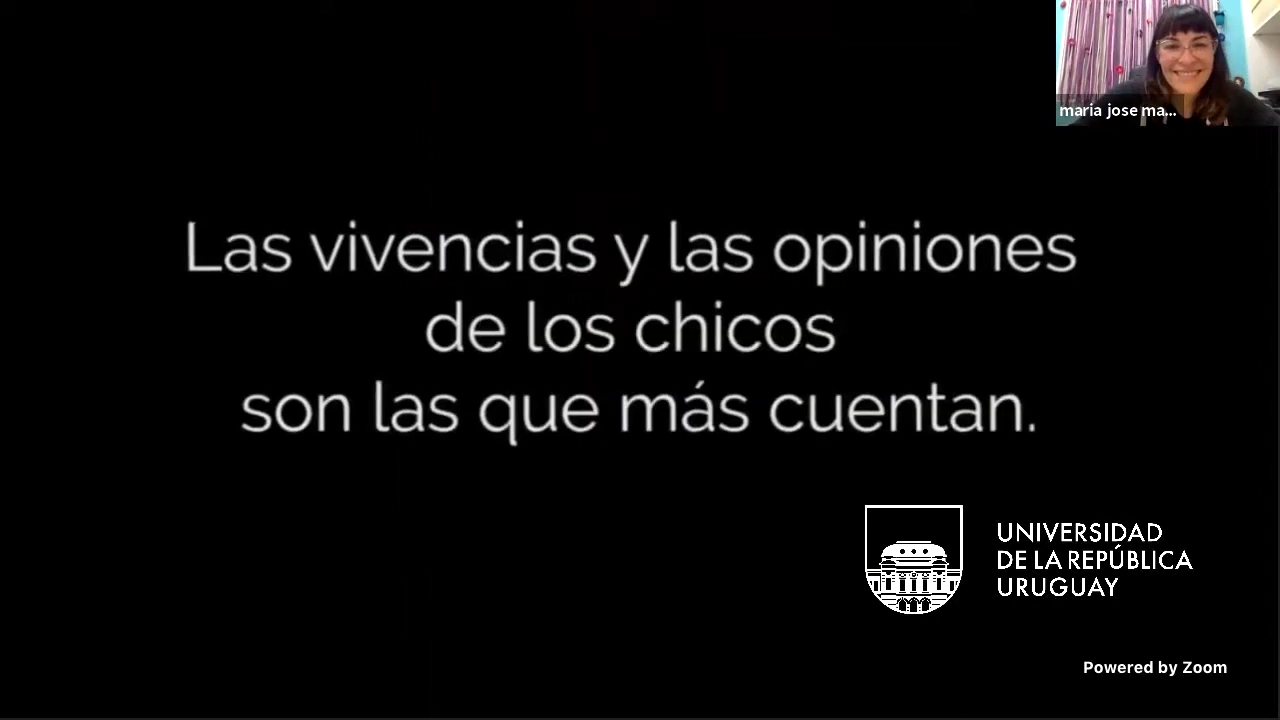 maria jose ma...
Las vivencias y las opiniones
de los chicos
son las que más cuentan.
UNIVERSIDAD
DE LA REPÚBLICA
URUGUAY
Powered by Zoom